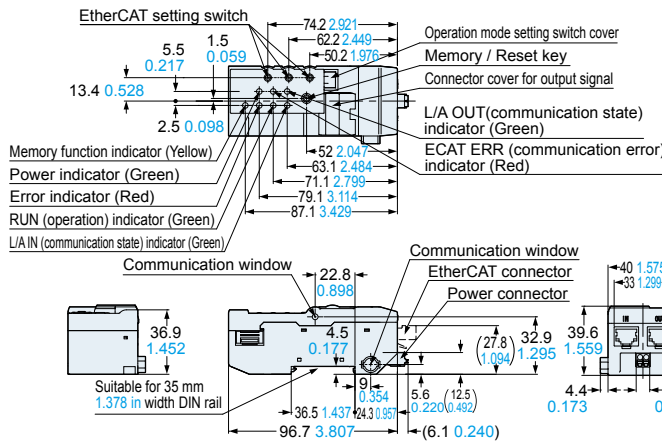 EtherCAT setting switch
74.2 2.921
62.2 2.449
50.2 1.976
Operation mode setting switch cover
Memory / Reset key
Connector cover for output signal
1.5
0.059
5.5
0.217
13.4 0.528
2.5 0.098
L/A OUT(communication state)
indicator (Green)
ECAT ERR (communication error)
indicator (Red)
Memory function indicator (Yellow)
Power indicator (Green)
Error indicator (Red)
RUN (operation) indicator (Green)
L/A IN (communication state) indicator (Green)
52 2.047
63.1 2.484
71.1 2.799
79.1 3.114
87.1 3.429
Communication window
22.8
0.898
Communication window
EtherCAT connector
Power connector
40 1.575
33 1.299
IN
36.9
1.452
4.5
0.177
(27.8
1.094)
32.9
1.295
39.6
1.559
Suitable for 35 mm
1.378 in width DIN rail
9
0.354
36.5 1.437
24.3 0.957
5.6
0.220
(12.5
0.492)
4.4
0.173
96.7 3.807
(6.1 0.240)